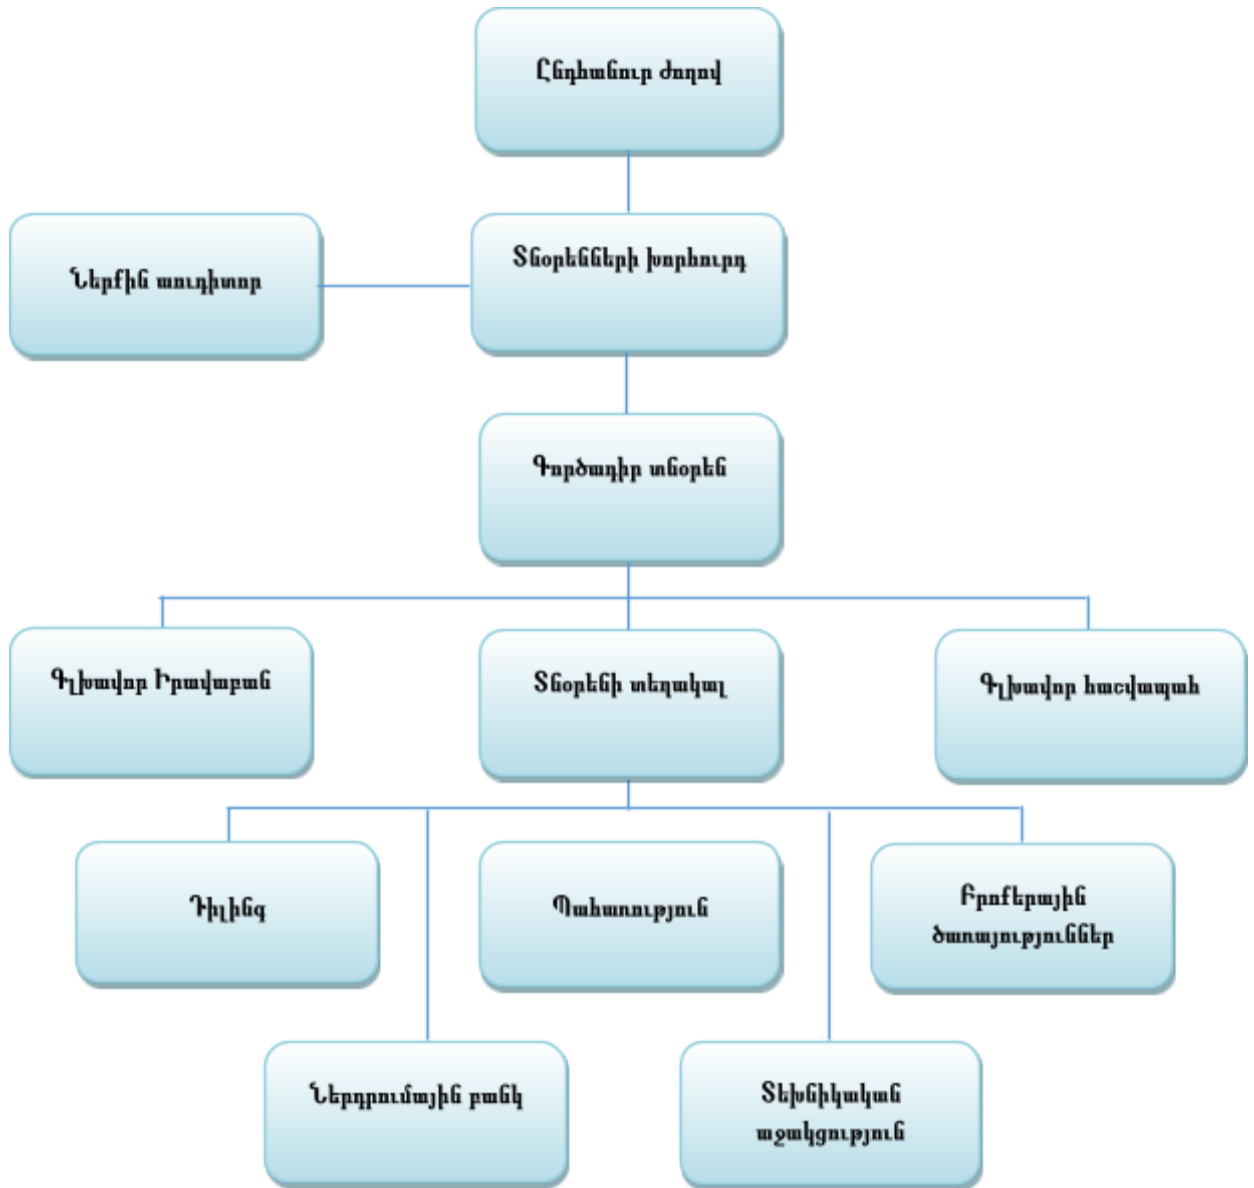 Ընդհանուր ժողով
Ներքին աուդիտոր
Տնօրենների խորհուրդ
Գործադիր տնօրեն
Գլխավոր Իրավաբան
Տնօրենի տեղակալ
Գլխավոր հաշվապահ
Դիլինգ
Պահառություն
Բրոքերային
ծառայություններ
Ներդրումային բանկ
Տեխնիկական
աջակցություն